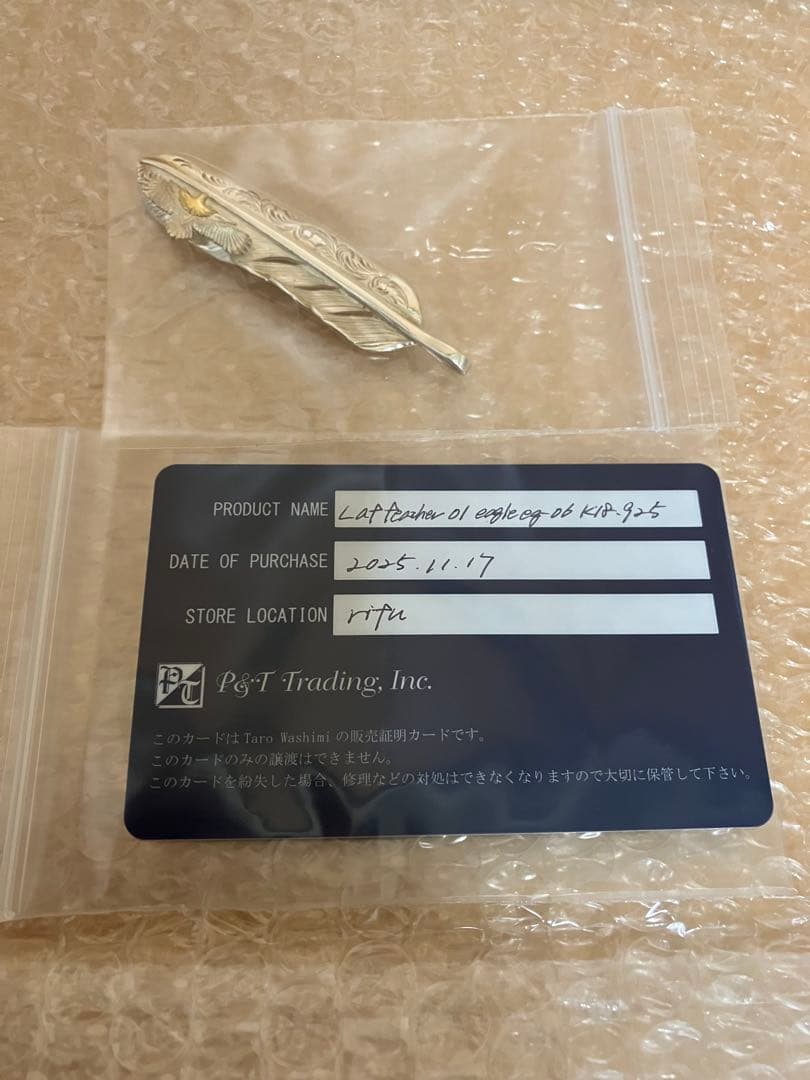 PRODUCT NAME Laf feather 01 eagle eg-06 K18.925
DATE OF PURCHASE 2025.11.17
STORE LOCATION rifu
PT P&T Trading, Inc.
このカードはTaro Washimiの販売証明カードです。
このカードのみの譲渡はできません。
このカードを紛失した場合、修理などの対処はできなくなりますので大切に保管して下さい。